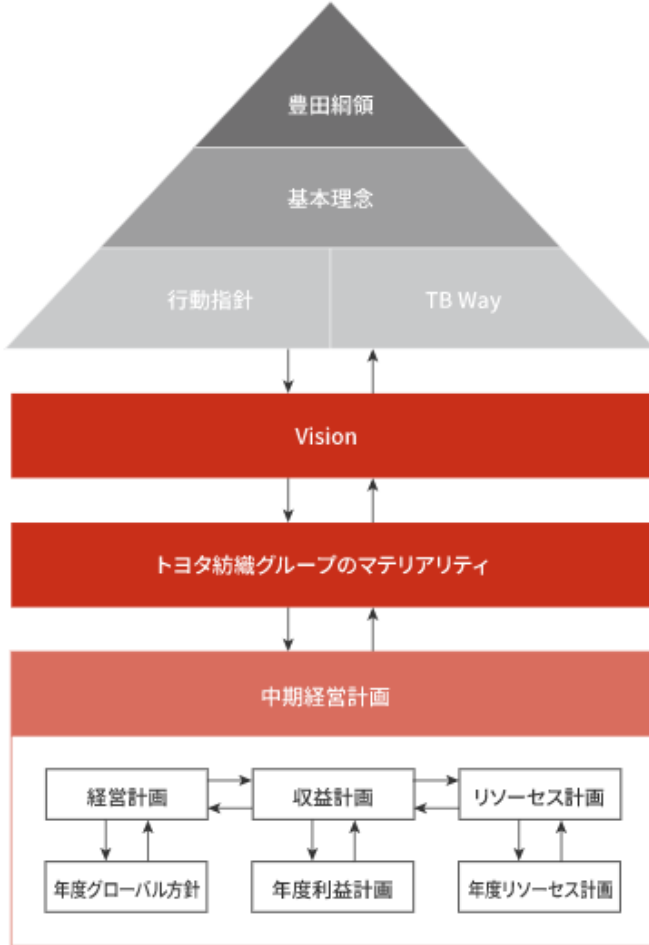 豊田綱領
基本理念
行動指針
TB Way
Vision
トヨタ紡織グループのマテリアリティ
中期経営計画
経営計画
収益計画
リソーセス計画
年度グローバル方針
年度利益計画
年度リソーセス計画